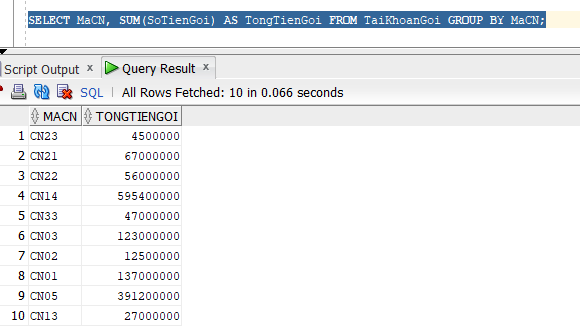 SELECT MaCN, SUM(SoTienGoi) AS TongTienGoi FROM TaiKhoanGoi GROUP BY MaCN;
Script Output x Query Result x
SQL | All Rows Fetched: 10 in 0.066 seconds
MACN TONGTIENGOI
1 CN23 4500000
2 CN21 67000000
3 CN22 56000000
4 CN14 595400000
5 CN33 47000000
6 CN03 123000000
7 CN02 12500000
8 CN01 137000000
9 CN05 391200000
10 CN13 27000000